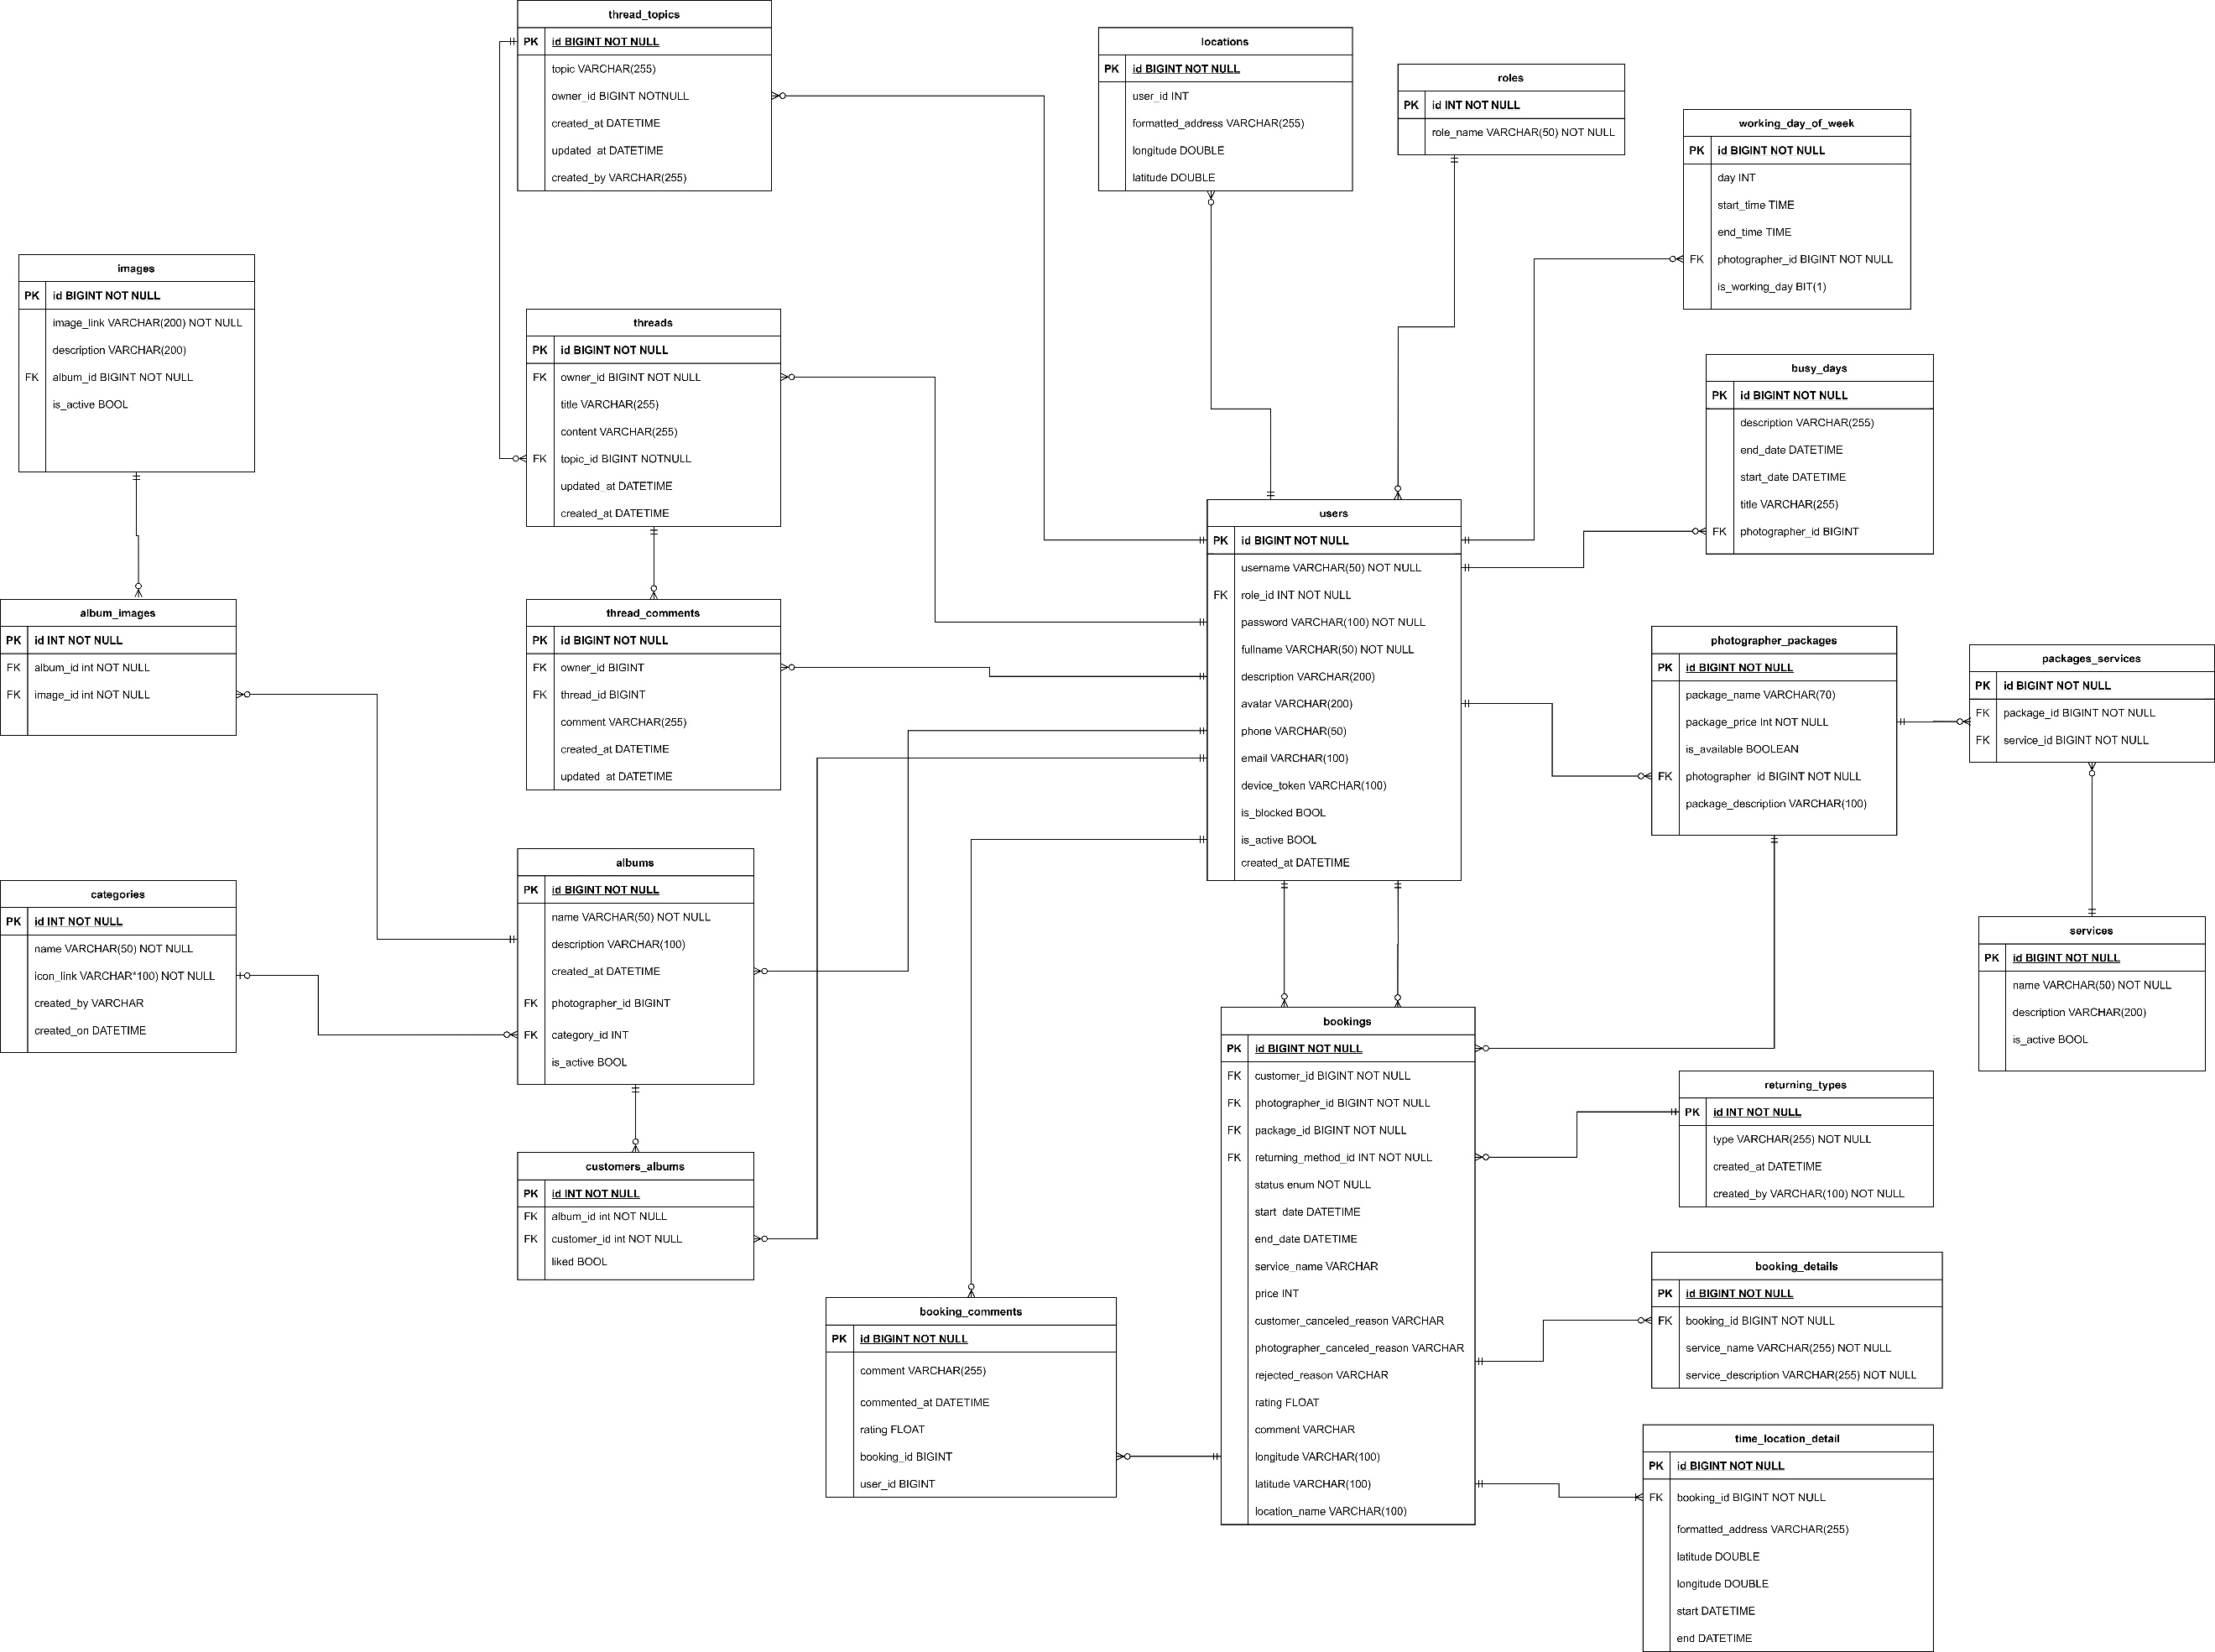 thread_topics
PK id BIGINT NOT NULL
topic VARCHAR(255)
owner_id BIGINT NOTNULL
created_at DATETIME
updated_at DATETIME
created_by VARCHAR(255)
locations
PK id BIGINT NOT NULL
user_id INT
formatted_address VARCHAR(255)
longitude DOUBLE
latitude DOUBLE
roles
PK id INT NOT NULL
role_name VARCHAR(50) NOT NULL
working_day_of_week
PK id BIGINT NOT NULL
day INT
start_time TIME
end_time TIME
FK photographer_id BIGINT NOT NULL
is_working_day BIT(1)
images
PK id BIGINT NOT NULL
image_link VARCHAR(200) NOT NULL
description VARCHAR(200)
FK album_id BIGINT NOT NULL
is_active BOOL
threads
PK id BIGINT NOT NULL
FK owner_id BIGINT NOT NULL
title VARCHAR(255)
content VARCHAR(255)
FK topic_id BIGINT NOTNULL
updated_at DATETIME
created_at DATETIME
busy_days
PK id BIGINT NOT NULL
description VARCHAR(255)
end_date DATETIME
start_date DATETIME
title VARCHAR(255)
FK photographer_id BIGINT
users
PK id BIGINT NOT NULL
username VARCHAR(50) NOT NULL
FK role_id INT NOT NULL
password VARCHAR(100) NOT NULL
fullname VARCHAR(50) NOT NULL
description VARCHAR(200)
avatar VARCHAR(200)
phone VARCHAR(50)
email VARCHAR(100)
device_token VARCHAR(100)
is_blocked BOOL
is_active BOOL
created_at DATETIME
album_images
PK id INT NOT NULL
FK album_id int NOT NULL
FK image_id int NOT NULL
thread_comments
PK id BIGINT NOT NULL
FK owner_id BIGINT
FK thread_id BIGINT
comment VARCHAR(255)
created_at DATETIME
updated_at DATETIME
photographer_packages
PK id BIGINT NOT NULL
package_name VARCHAR(70)
package_price Int NOT NULL
is_available BOOLEAN
FK photographer_id BIGINT NOT NULL
package_description VARCHAR(100)
packages_services
PK id BIGINT NOT NULL
FK package_id BIGINT NOT NULL
FK service_id BIGINT NOT NULL
categories
PK id INT NOT NULL
name VARCHAR(50) NOT NULL
icon_link VARCHAR*100) NOT NULL
created_by VARCHAR
created_on DATETIME
albums
PK id BIGINT NOT NULL
name VARCHAR(50) NOT NULL
description VARCHAR(100)
created_at DATETIME
FK photographer_id BIGINT
FK category_id INT
is_active BOOL
services
PK id BIGINT NOT NULL
name VARCHAR(50) NOT NULL
description VARCHAR(200)
is_active BOOL
bookings
PK id BIGINT NOT NULL
FK customer_id BIGINT NOT NULL
FK photographer_id BIGINT NOT NULL
FK package_id BIGINT NOT NULL
FK returning_method_id INT NOT NULL
status enum NOT NULL
start_date DATETIME
end_date DATETIME
service_name VARCHAR
price INT
customer_canceled_reason VARCHAR
photographer_canceled_reason VARCHAR
rejected_reason VARCHAR
rating FLOAT
comment VARCHAR
longitude VARCHAR(100)
latitude VARCHAR(100)
location_name VARCHAR(100)
returning_types
PK id INT NOT NULL
type VARCHAR(255) NOT NULL
created_at DATETIME
created_by VARCHAR(100) NOT NULL
customers_albums
PK id INT NOT NULL
FK album_id int NOT NULL
FK customer_id int NOT NULL
liked BOOL
booking_details
PK id BIGINT NOT NULL
FK booking_id BIGINT NOT NULL
service_name VARCHAR(255) NOT NULL
service_description VARCHAR(255) NOT NULL
booking_comments
PK id BIGINT NOT NULL
comment VARCHAR(255)
commented_at DATETIME
rating FLOAT
booking_id BIGINT
user_id BIGINT
time_location_detail
PK id BIGINT NOT NULL
FK booking_id BIGINT NOT NULL
formatted_address VARCHAR(255)
latitude DOUBLE
longitude DOUBLE
start DATETIME
end DATETIME